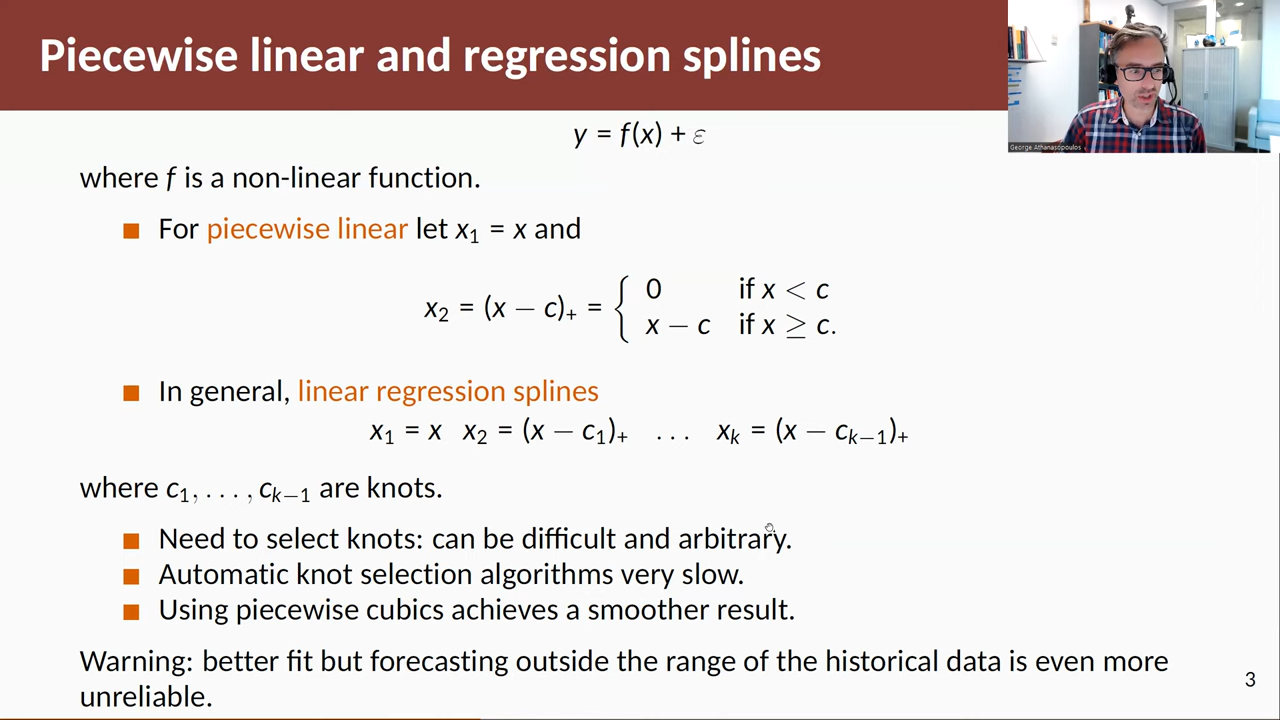 Piecewise linear and regression splines
George Athanasopoulos
y = f(x) + ε
where f is a non-linear function.
■ For piecewise linear let x₁ = x and
x₂ = (x − c)₊ = { 0 if x < c
x − c if x ≥ c.
■ In general, linear regression splines
x₁ = x x₂ = (x − c₁)₊ . . . xₖ = (x − cₖ₋₁)₊
where c₁, . . . , cₖ₋₁ are knots.
■ Need to select knots: can be difficult and arbitrary.
■ Automatic knot selection algorithms very slow.
■ Using piecewise cubics achieves a smoother result.
Warning: better fit but forecasting outside the range of the historical data is even more
unreliable.
3